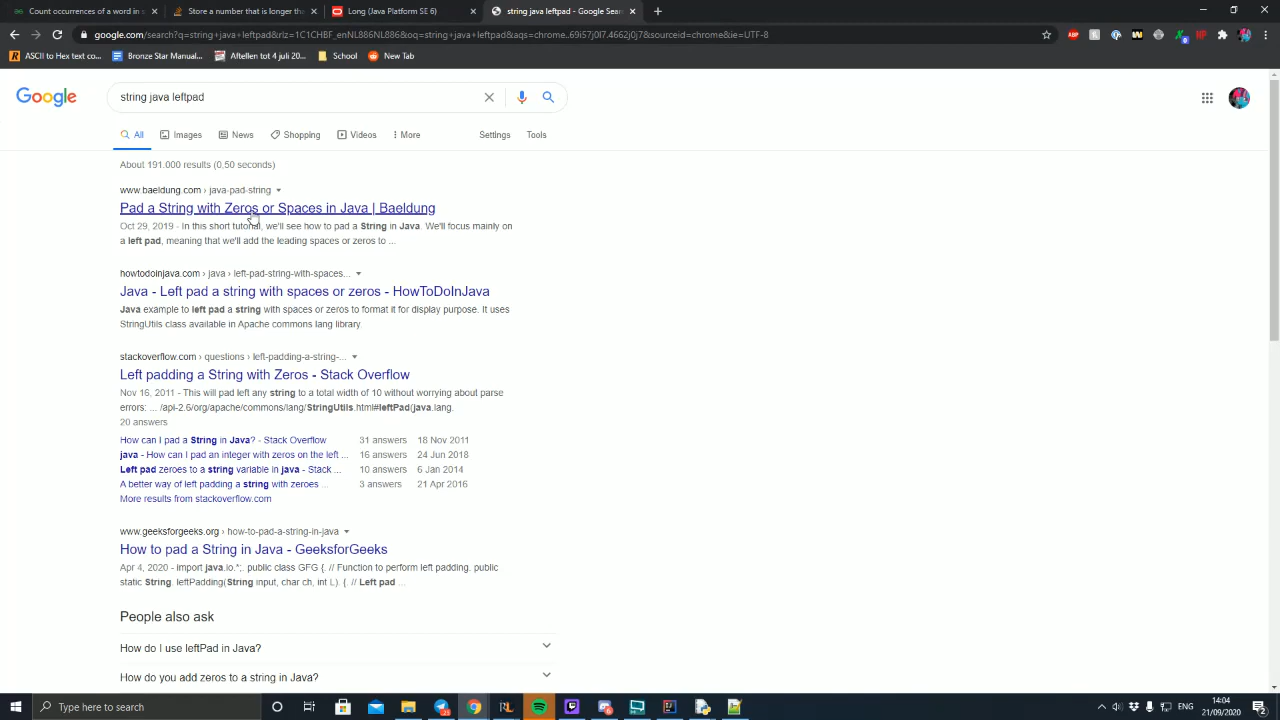 Count occurrences of a word in s
Store a number that is longer the
Long (Java Platform SE 6)
string java leftpad - Google Sear
google.com/search?q=string+java+leftpad&rlz=1C1CHBF_enNL886NL886&oq=string+java+leftpad&aqs=chrome..69i57j0l7.4662j0j7&sourceid=chrome&ie=UTF-8
ASCII to Hex text co...
Bronze Star Manual...
Aftellen tot 4 juli 20...
School
New Tab
Google
string java leftpad
All
Images
News
Shopping
Videos
More
Settings
Tools
About 191.000 results (0,50 seconds)
www.baeldung.com › java-pad-string
Pad a String with Zeros or Spaces in Java | Baeldung
Oct 29, 2019 - In this short tutorial, we'll see how to pad a String in Java. We'll focus mainly on
a left pad, meaning that we'll add the leading spaces or zeros to ...
howtodoinjava.com › java › left-pad-string-with-spaces...
Java - Left pad a string with spaces or zeros - HowToDoInJava
Java example to left pad a string with spaces or zeros to format it for display purpose. It uses
StringUtils class available in Apache commons lang library.
stackoverflow.com › questions › left-padding-a-string-...
Left padding a String with Zeros - Stack Overflow
Nov 16, 2011 - This will pad left any string to a total width of 10 without worrying about parse
errors: ... /api-2.6/org/apache/commons/lang/StringUtils.html#leftPad(java.lang.
20 answers
How can I pad a String in Java? - Stack Overflow 31 answers 18 Nov 2011
java - How can I pad an integer with zeros on the left ... 16 answers 24 Jun 2018
Left pad zeroes to a string variable in java - Stack ... 10 answers 6 Jan 2014
A better way of left padding a string with zeroes ... 3 answers 21 Apr 2016
More results from stackoverflow.com
www.geeksforgeeks.org › how-to-pad-a-string-in-java
How to pad a String in Java - GeeksforGeeks
Apr 4, 2020 - import java.io.*;. public class GFG {. // Function to perform left padding. public
static String. leftPadding(String input, char ch, int L). {. // Left pad ...
People also ask
How do I use leftPad in Java?
How do you add zeros to a string in Java?
Type here to search
ENG
14:04
21/09/2020